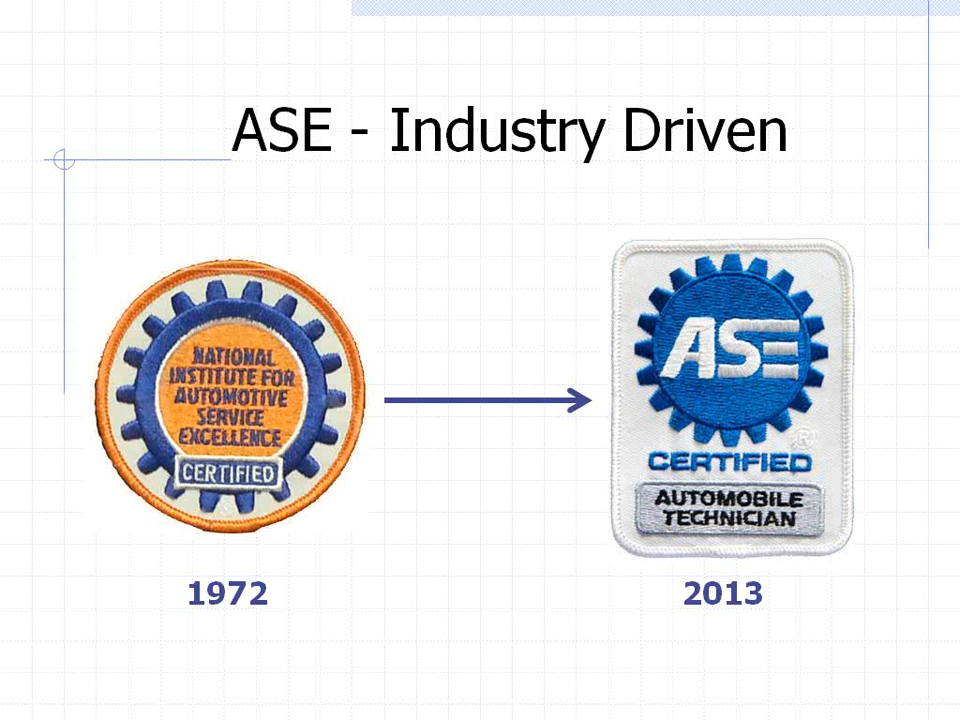 ASE - Industry Driven
NATIONAL
INSTITUTE FOR
AUTOMOTIVE
SERVICE
EXCELLENCE
CERTIFIED
ASE
®
CERTIFIED
AUTOMOBILE
TECHNICIAN
1972
2013